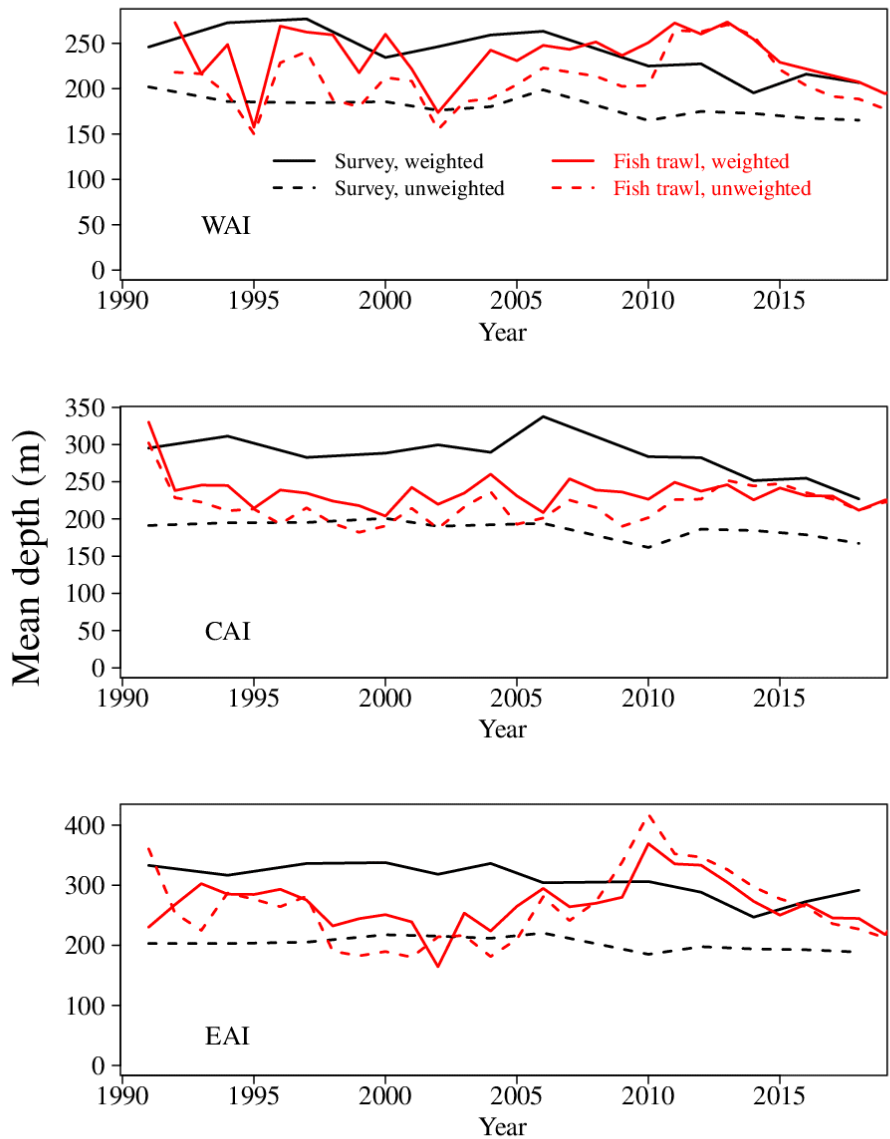 250
200
150
100
50
0
Survey, weighted
Survey, unweighted
Fish trawl, weighted
Fish trawl, unweighted
WAI
1990 1995 2000 2005 2010 2015
Year
Mean depth (m)
350
300
250
200
150
100
50
0
CAI
1990 1995 2000 2005 2010 2015
Year
400
300
200
100
0
EAI
1990 1995 2000 2005 2010 2015
Year